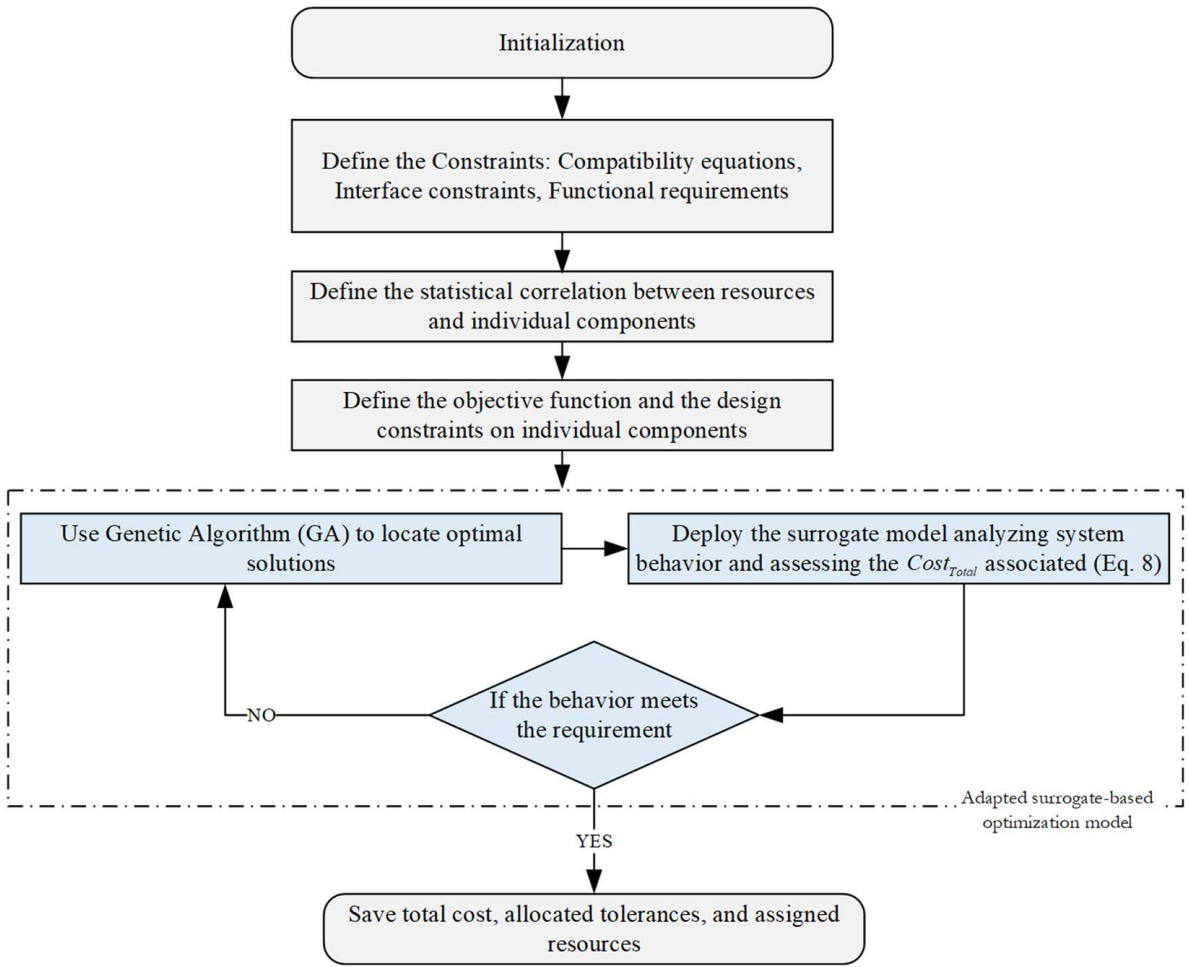 Initialization
Define the Constraints: Compatibility equations,
Interface constraints, Functional requirements
Define the statistical correlation between resources
and individual components
Define the objective function and the design
constraints on individual components
Use Genetic Algorithm (GA) to locate optimal
solutions
Deploy the surrogate model analyzing system
behavior and assessing the Cost_Total associated (Eq. 8)
If the behavior meets
the requirement
NO
Adapted surrogate-based
optimization model
YES
Save total cost, allocated tolerances, and assigned
resources